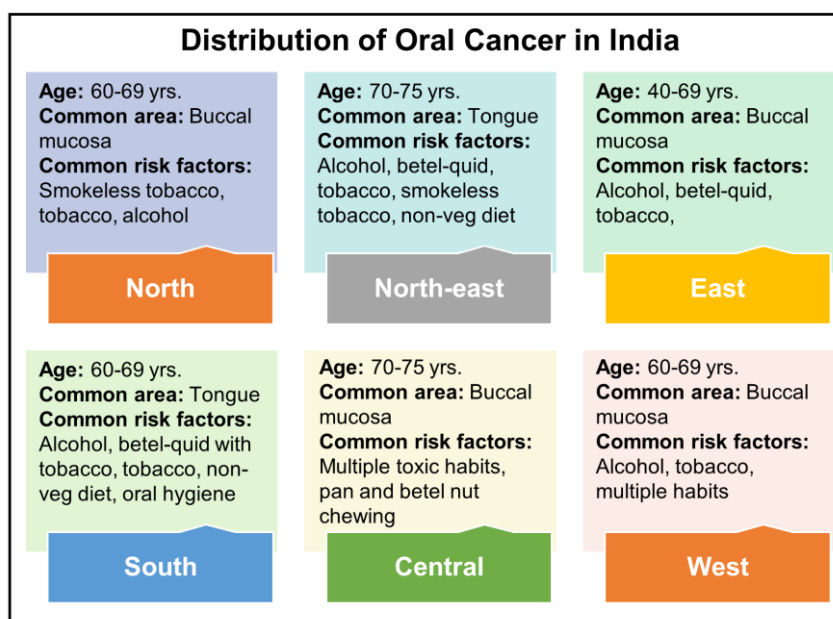 Distribution of Oral Cancer in India
Age: 60-69 yrs.
Common area: Buccal
mucosa
Common risk factors:
Smokeless tobacco,
tobacco, alcohol
North
Age: 70-75 yrs.
Common area: Tongue
Common risk factors:
Alcohol, betel-quid,
tobacco, smokeless
tobacco, non-veg diet
North-east
Age: 40-69 yrs.
Common area: Buccal
mucosa
Common risk factors:
Alcohol, betel-quid,
tobacco,
East
Age: 60-69 yrs.
Common area: Tongue
Common risk factors:
Alcohol, betel-quid with
tobacco, tobacco, non-
veg diet, oral hygiene
South
Age: 70-75 yrs.
Common area: Buccal
mucosa
Common risk factors:
Multiple toxic habits,
pan and betel nut
chewing
Central
Age: 60-69 yrs.
Common area: Buccal
mucosa
Common risk factors:
Alcohol, tobacco,
multiple habits
West